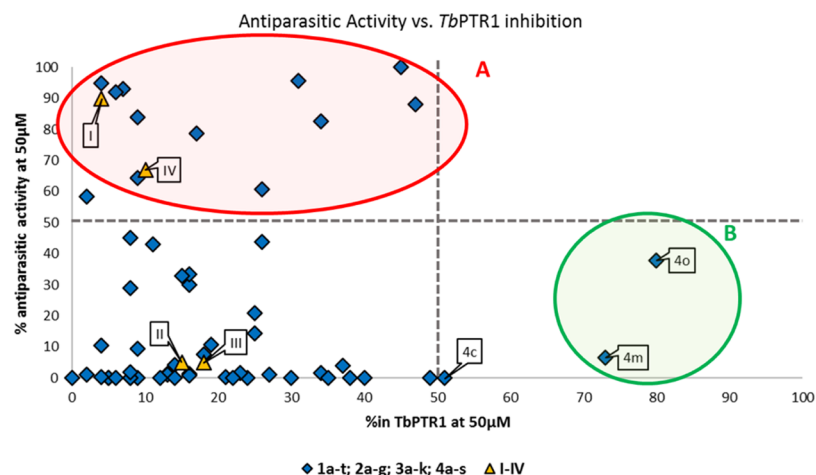 Antiparasitic Activity vs. TbPTR1 inhibition
A
100
90
80
70
60
50
40
30
20
10
0
% antiparasitic activity at 50µM
I
IV
B
4o
4m
II
III
4c
0 10 20 30 40 50 60 70 80 90 100
%in TbPTR1 at 50µM
1a-t; 2a-g; 3a-k; 4a-s I-IV